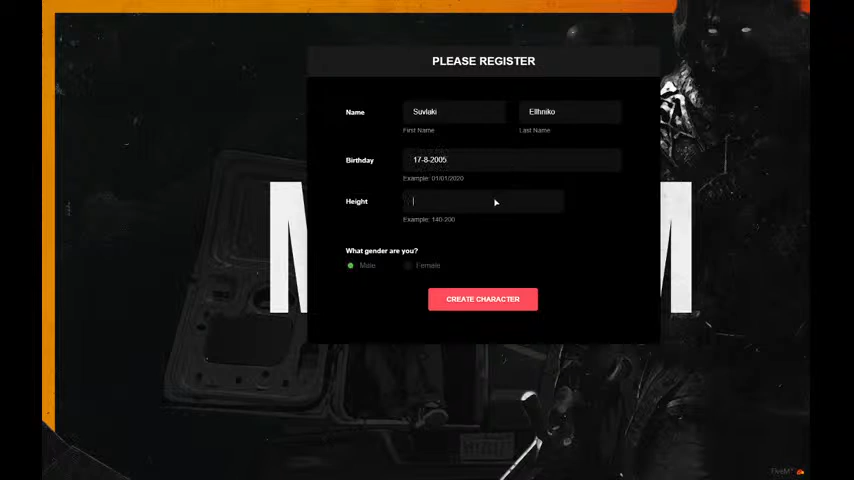 PLEASE REGISTER
Name
Suvlaki
Ellhniko
First Name
Last Name
Birthday
17-8-2005
Example: 01/01/2020
Height
Example: 140-200
What gender are you?
Male
Female
CREATE CHARACTER
N M
FiveM